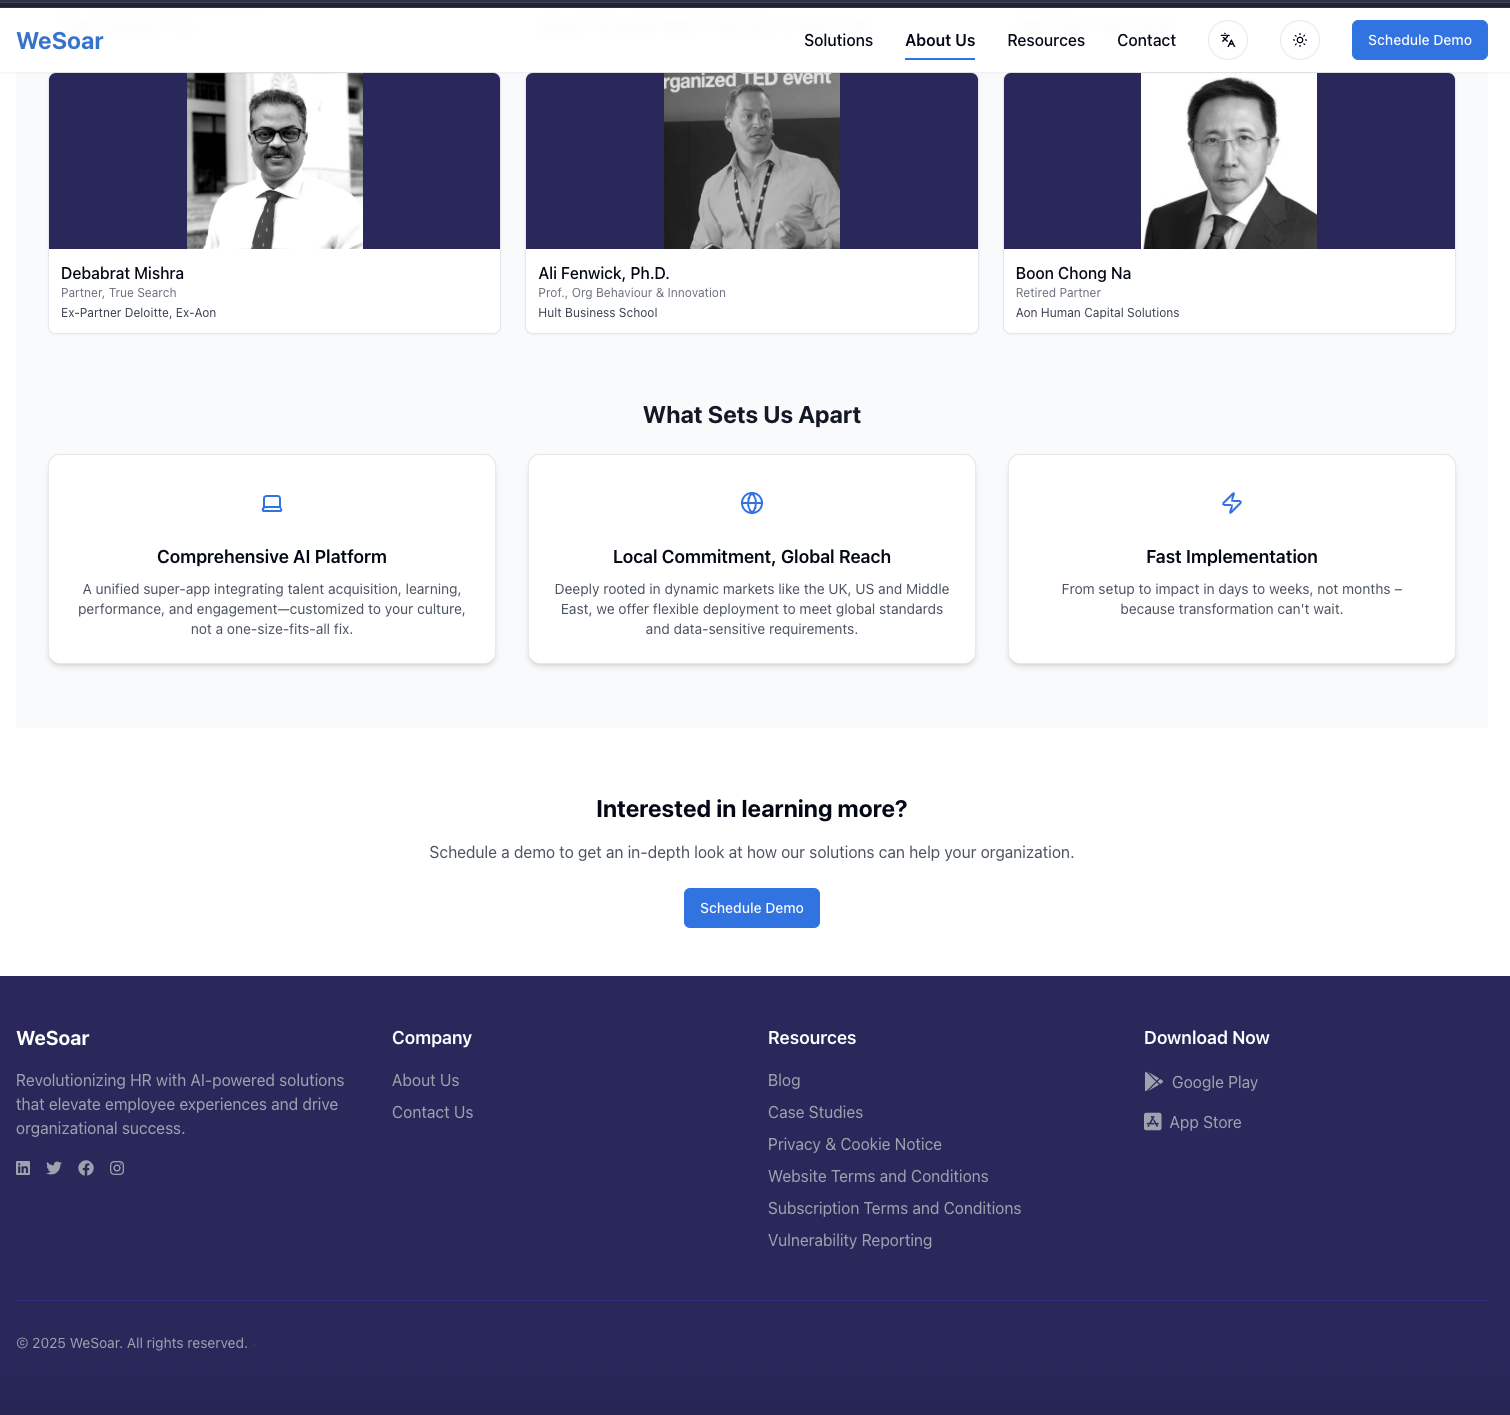 WeSoar
Solutions
About Us
Resources
Contact
Schedule Demo
rganized TED event
Debabrat Mishra
Partner, True Search
Ex-Partner Deloitte, Ex-Aon
Ali Fenwick, Ph.D.
Prof., Org Behaviour & Innovation
Hult Business School
Boon Chong Na
Retired Partner
Aon Human Capital Solutions
What Sets Us Apart
Comprehensive AI Platform
A unified super-app integrating talent acquisition, learning,
performance, and engagement—customized to your culture,
not a one-size-fits-all fix.
Local Commitment, Global Reach
Deeply rooted in dynamic markets like the UK, US and Middle
East, we offer flexible deployment to meet global standards
and data-sensitive requirements.
Fast Implementation
From setup to impact in days to weeks, not months –
because transformation can't wait.
Interested in learning more?
Schedule a demo to get an in-depth look at how our solutions can help your organization.
Schedule Demo
WeSoar
Revolutionizing HR with AI-powered solutions
that elevate employee experiences and drive
organizational success.
Company
About Us
Contact Us
Resources
Blog
Case Studies
Privacy & Cookie Notice
Website Terms and Conditions
Subscription Terms and Conditions
Vulnerability Reporting
Download Now
Google Play
App Store
© 2025 WeSoar. All rights reserved.